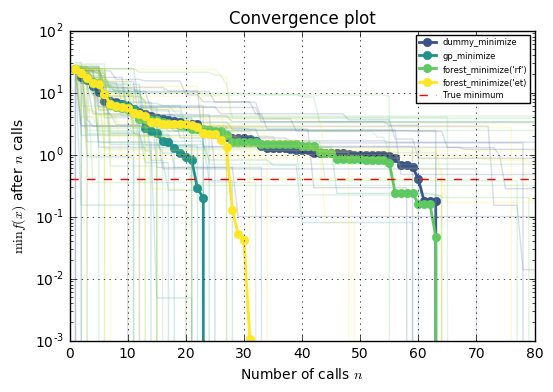 Convergence plot
10^2
10^1
10^0
10^-1
10^-2
10^-3
min f(x) after n calls
dummy_minimize
gp_minimize
forest_minimize('rf')
forest_minimize('et')
True minimum
0 10 20 30 40 50 60 70 80
Number of calls n